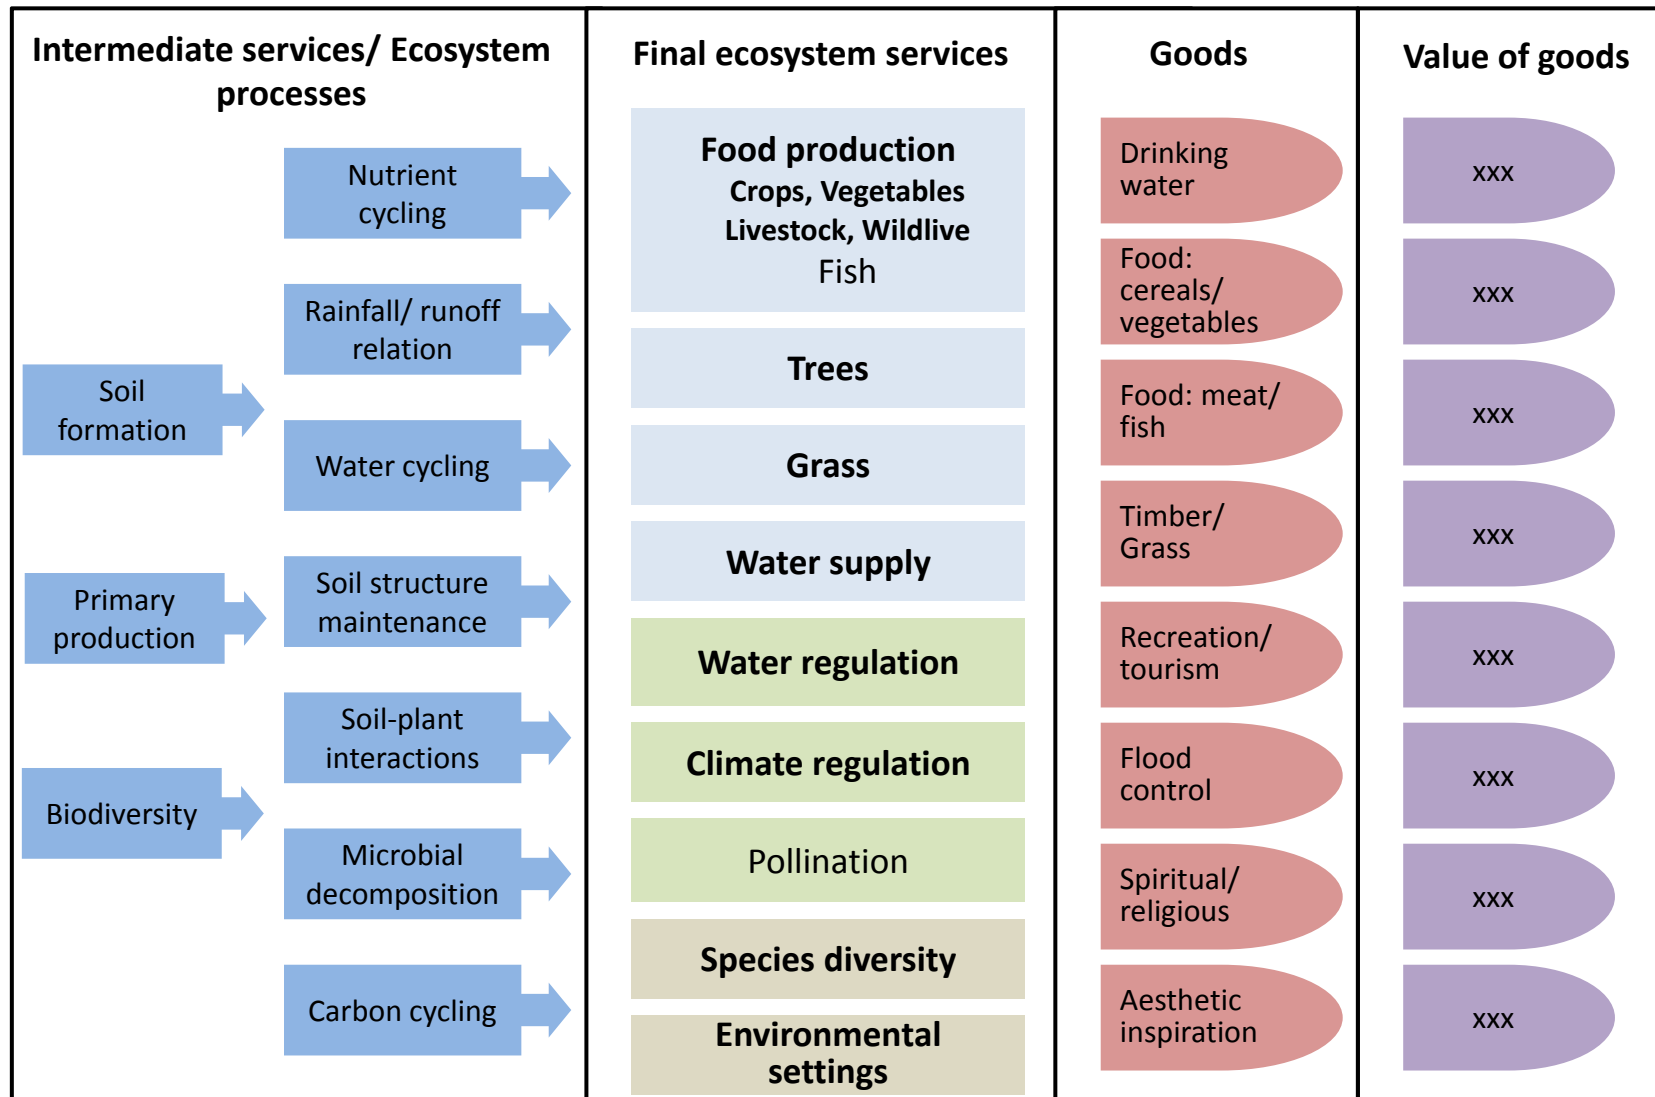 Intermediate services/ Ecosystem
processes
Soil
formation
Primary
production
Biodiversity
Nutrient
cycling
Rainfall/ runoff
relation
Water cycling
Soil structure
maintenance
Soil-plant
interactions
Microbial
decomposition
Carbon cycling
Final ecosystem services
Food production
Crops, Vegetables
Livestock, Wildlive
Fish
Trees
Grass
Water supply
Water regulation
Climate regulation
Pollination
Species diversity
Environmental
settings
Goods
Drinking
water
Food:
cereals/
vegetables
Food: meat/
fish
Timber/
Grass
Recreation/
tourism
Flood
control
Spiritual/
religious
Aesthetic
inspiration
Value of goods
xxx
xxx
xxx
xxx
xxx
xxx
xxx
xxx